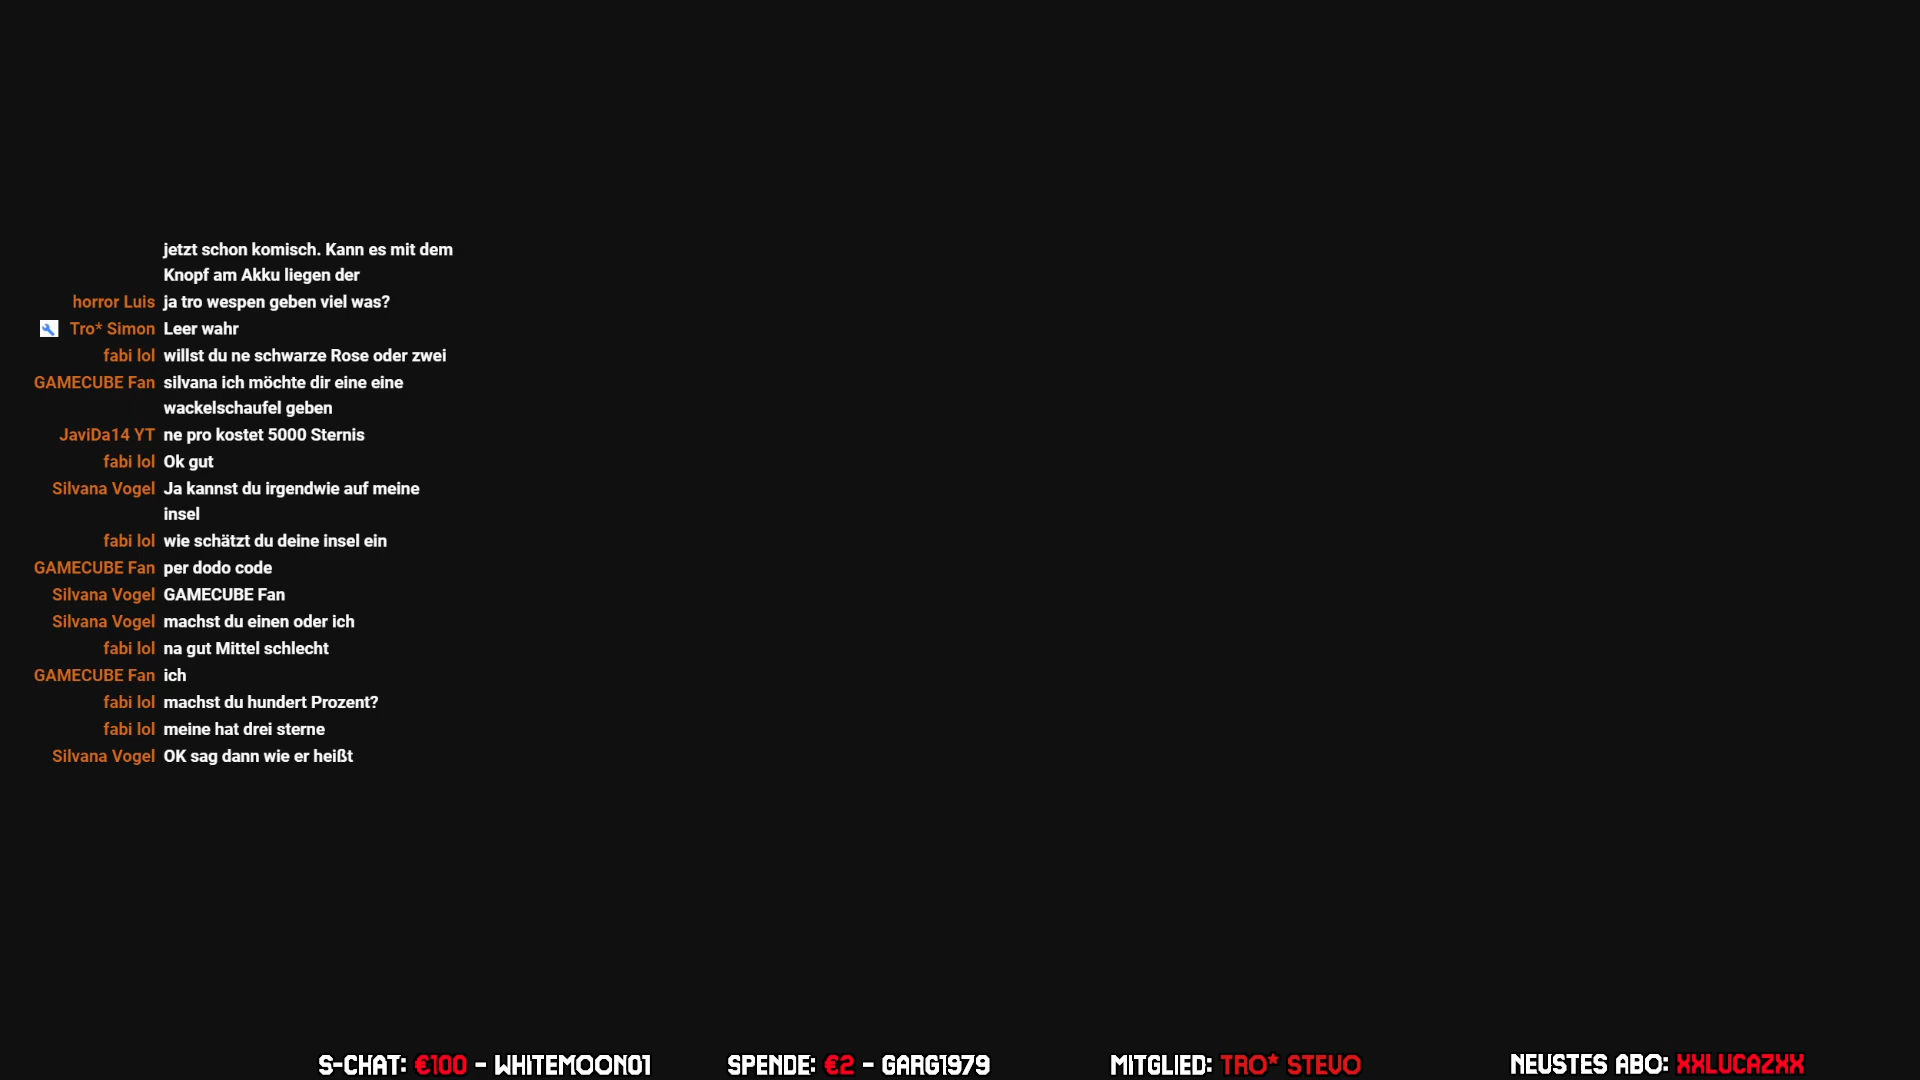 jetzt schon komisch. Kann es mit dem
Knopf am Akku liegen der
horror Luis ja tro wespen geben viel was?
Tro* Simon Leer wahr
fabi lol willst du ne schwarze Rose oder zwei
GAMECUBE Fan silvana ich möchte dir eine eine
wackelschaufel geben
JaviDa14 YT ne pro kostet 5000 Sternis
fabi lol Ok gut
Silvana Vogel Ja kannst du irgendwie auf meine
insel
fabi lol wie schätzt du deine insel ein
GAMECUBE Fan per dodo code
Silvana Vogel GAMECUBE Fan
Silvana Vogel machst du einen oder ich
fabi lol na gut Mittel schlecht
GAMECUBE Fan ich
fabi lol machst du hundert Prozent?
fabi lol meine hat drei sterne
Silvana Vogel OK sag dann wie er heißt
S-CHAT: €100 - WHITEMOON01 SPENDE: €2 - GARG1979 MITGLIED: TRO* STEVO NEUSTES ABO: XXLUCAZXX